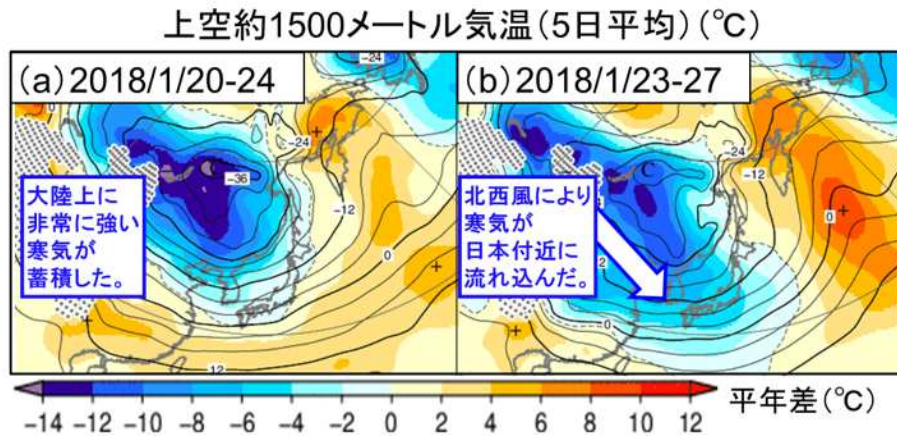 上空約1500メートル気温(5日平均)(℃)
(a)2018/1/20-24
(b)2018/1/23-27
-24
-24
-24
-36
-12
-12
大陸上に
非常に強い
寒気が
蓄積した。
北西風により
寒気が
日本付近に
流れ込んだ。
0
0
0
12
-14 -12 -10 -8 -6 -4 -2 0 2 4 6 8 10 12
平年差(℃)